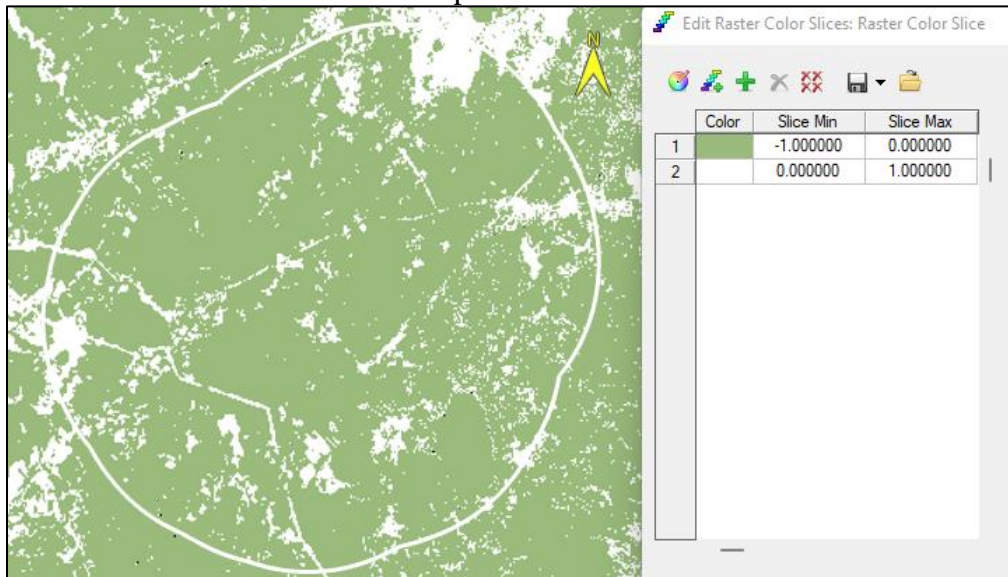 N
Edit Raster Color Slices: Raster Color Slice
Color Slice Min Slice Max
1 -1.000000 0.000000
2 0.000000 1.000000